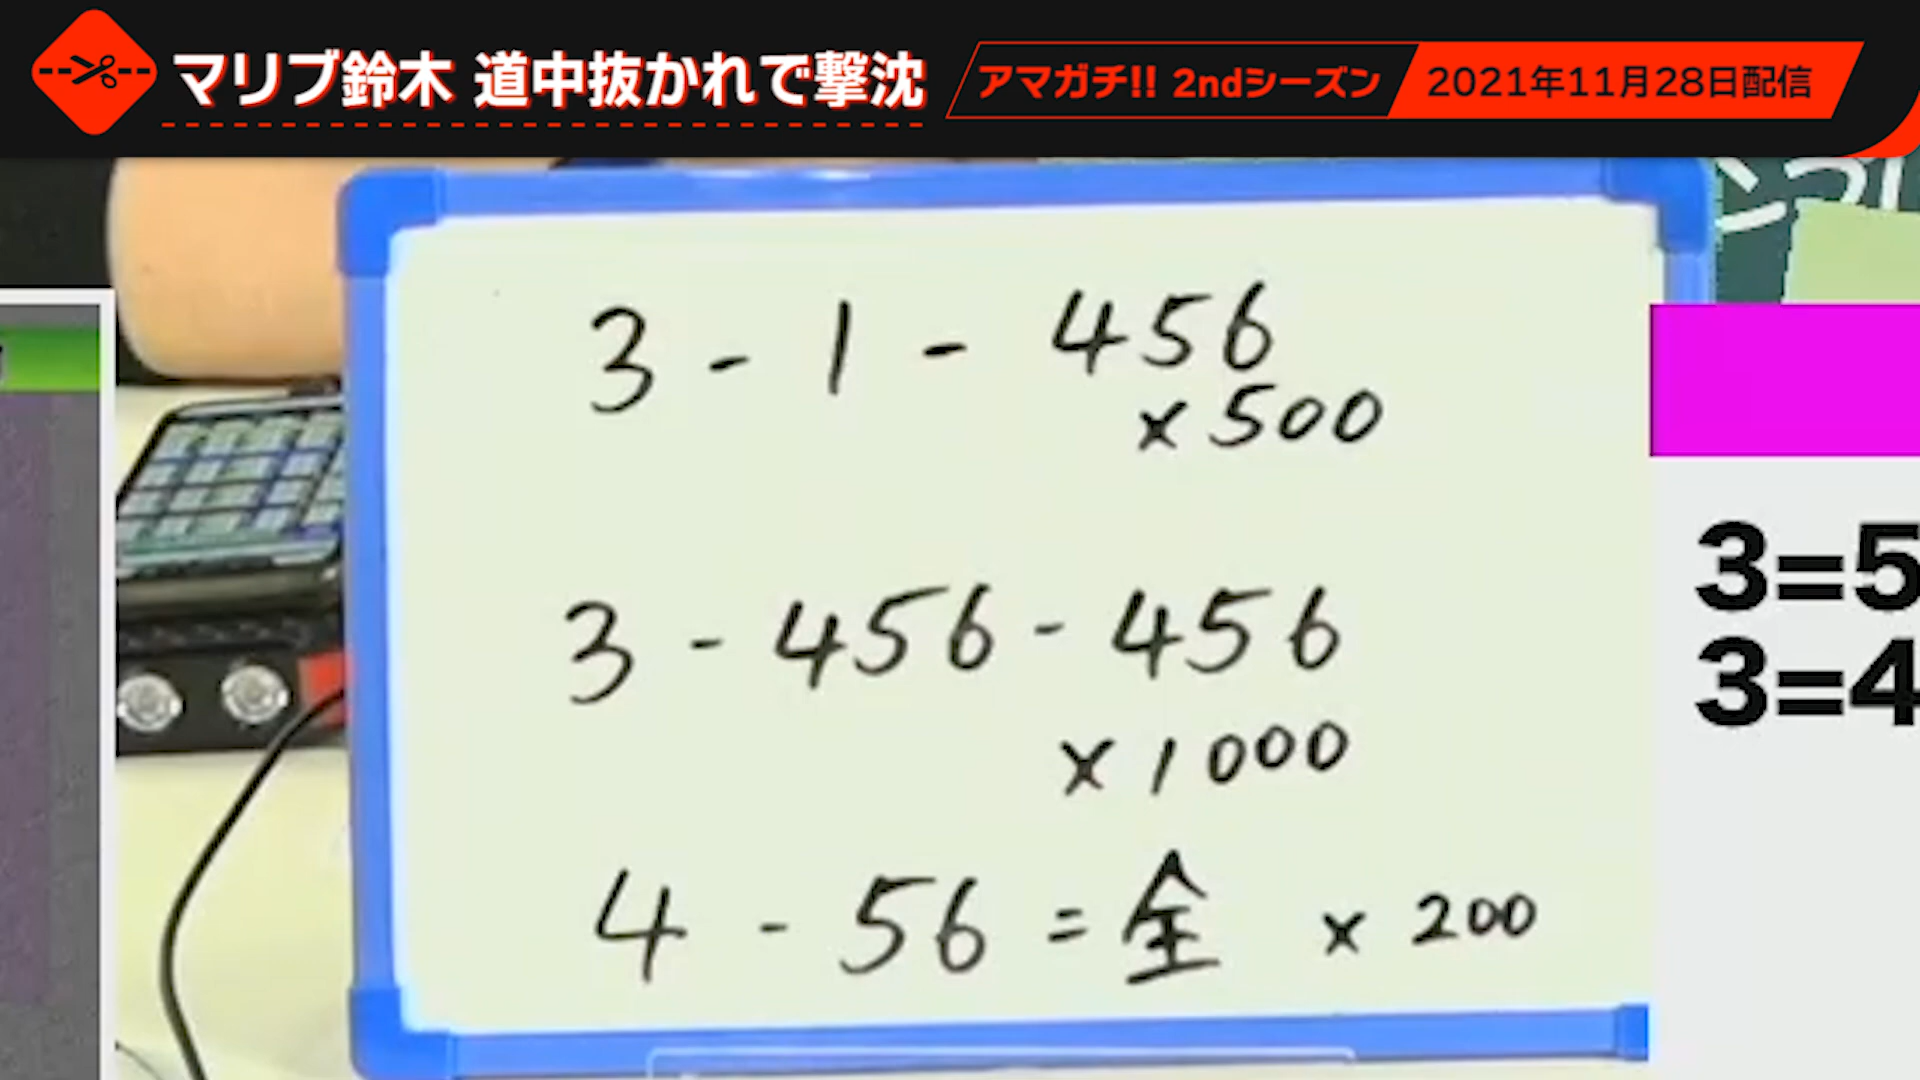 マリブ鈴木 道中抜かれで撃沈
アマガチ!! 2ndシーズン
2021年11月28日配信
3 - 1 - 456
×500
3 - 456 - 456
×1000
4 - 56 = 全 ×200
3=5
3=4